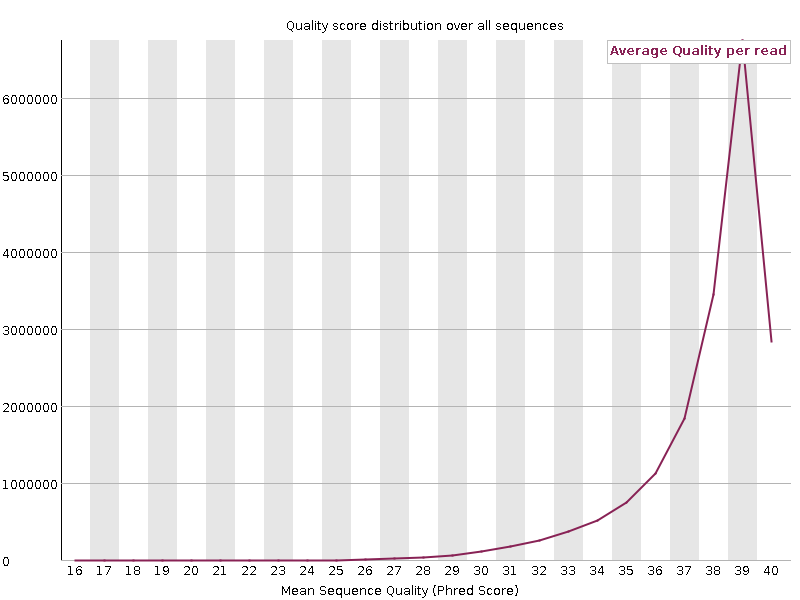 Quality score distribution over all sequences
Average Quality per read
6000000
5000000
4000000
3000000
2000000
1000000
0
16 17 18 19 20 21 22 23 24 25 26 27 28 29 30 31 32 33 34 35 36 37 38 39 40
Mean Sequence Quality (Phred Score)